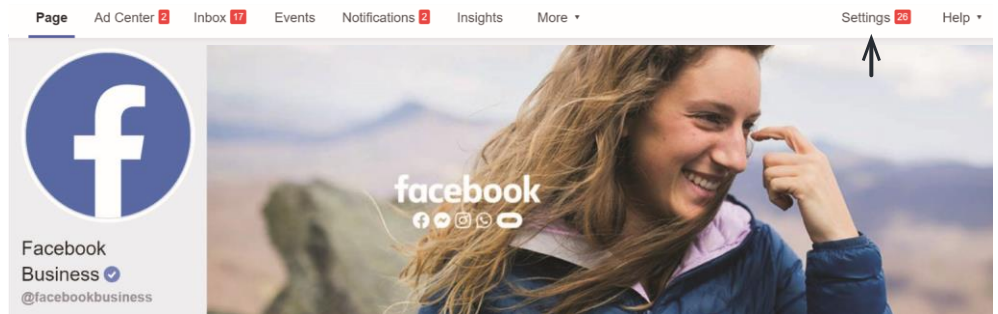 Page Ad Center 2 Inbox 17 Events Notifications 2 Insights More Settings 26 Help
f
facebook
Facebook
Business
@facebookbusiness